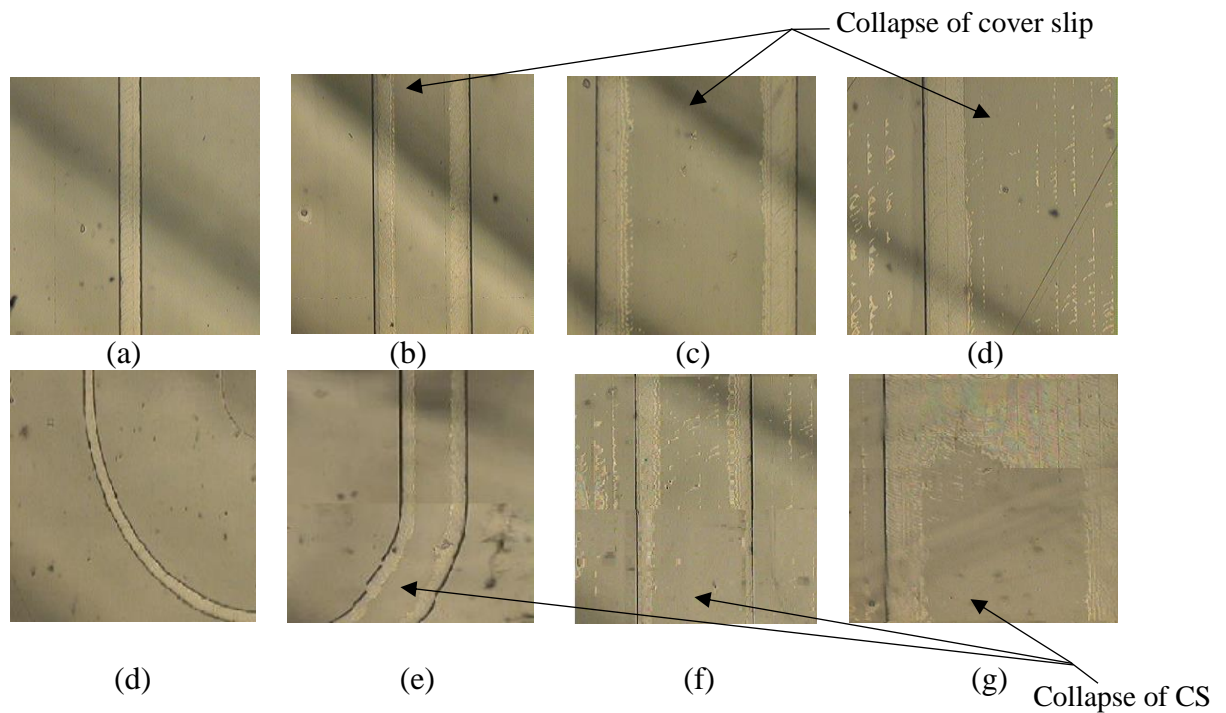 Collapse of cover slip
(a)
(b)
(c)
(d)
(d)
(e)
(f)
(g)
Collapse of CS